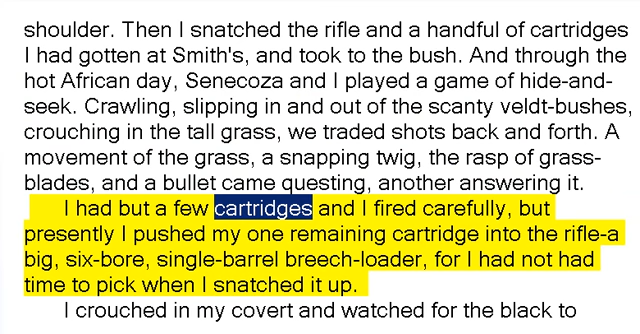 shoulder. Then I snatched the rifle and a handful of cartridges
I had gotten at Smith's, and took to the bush. And through the
hot African day, Senecoza and I played a game of hide-and-
seek. Crawling, slipping in and out of the scanty veldt-bushes,
crouching in the tall grass, we traded shots back and forth. A
movement of the grass, a snapping twig, the rasp of grass-
blades, and a bullet came questing, another answering it.
I had but a few cartridges and I fired carefully, but
presently I pushed my one remaining cartridge into the rifle-a
big, six-bore, single-barrel breech-loader, for I had not had
time to pick when I snatched it up.
I crouched in my covert and watched for the black to